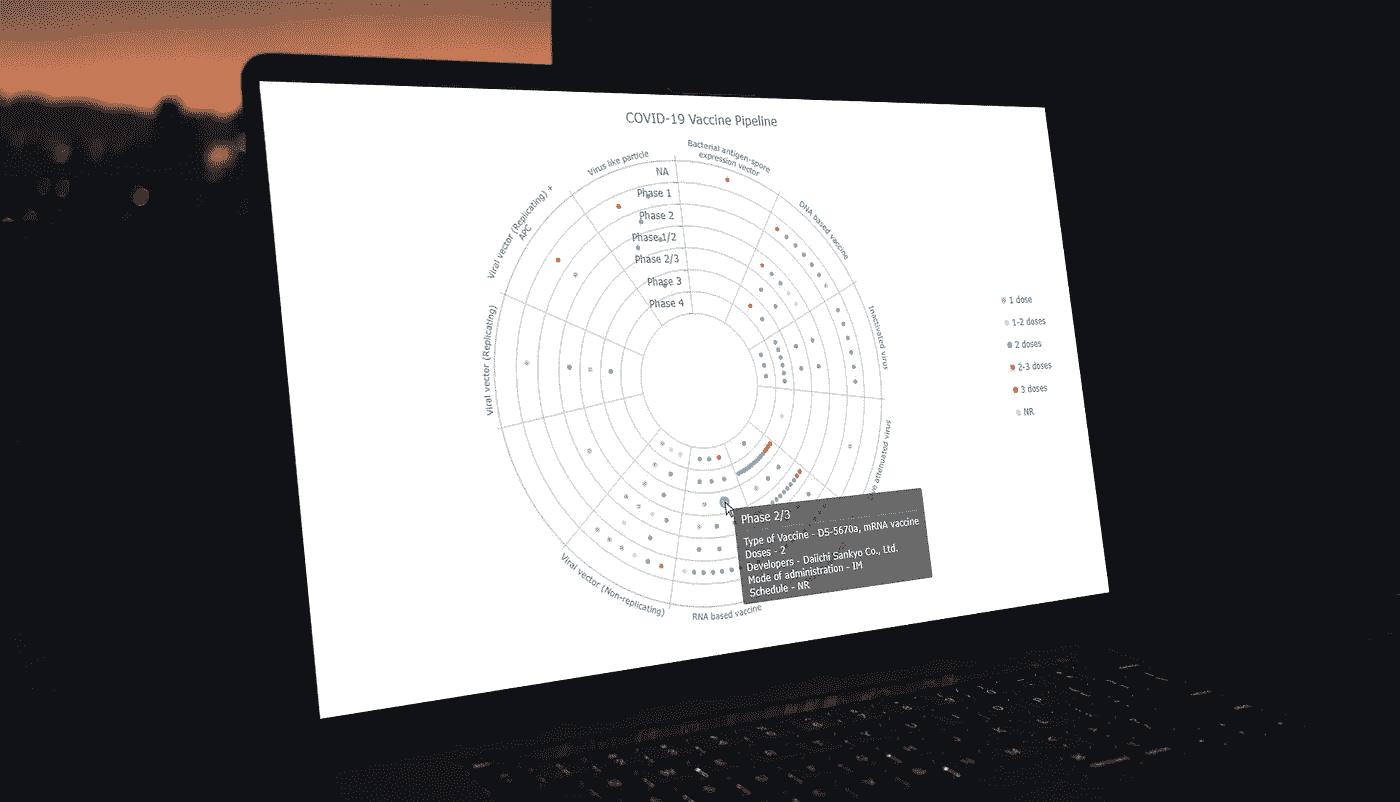 COVID-19 Vaccine Pipeline
Bacterial antigen-spore
expression vector
Virus like particle
NA
Phase 1
Phase 2
Phase 1/2
Phase 2/3
Phase 3
Phase 4
Viral vector (Replicating) +
APC
DNA based vaccine
Inactivated virus
Viral vector (Replicating)
attenuated virus
1 dose
1-2 doses
2 doses
2-3 doses
3 doses
NR
Phase 2/3
Type of Vaccine - DS-5670a, mRNA vaccine
Doses - 2
Developers - Daiichi Sankyo Co., Ltd.
Mode of administration - IM
Schedule - NR
Viral vector (Non-replicating)
RNA based vaccine